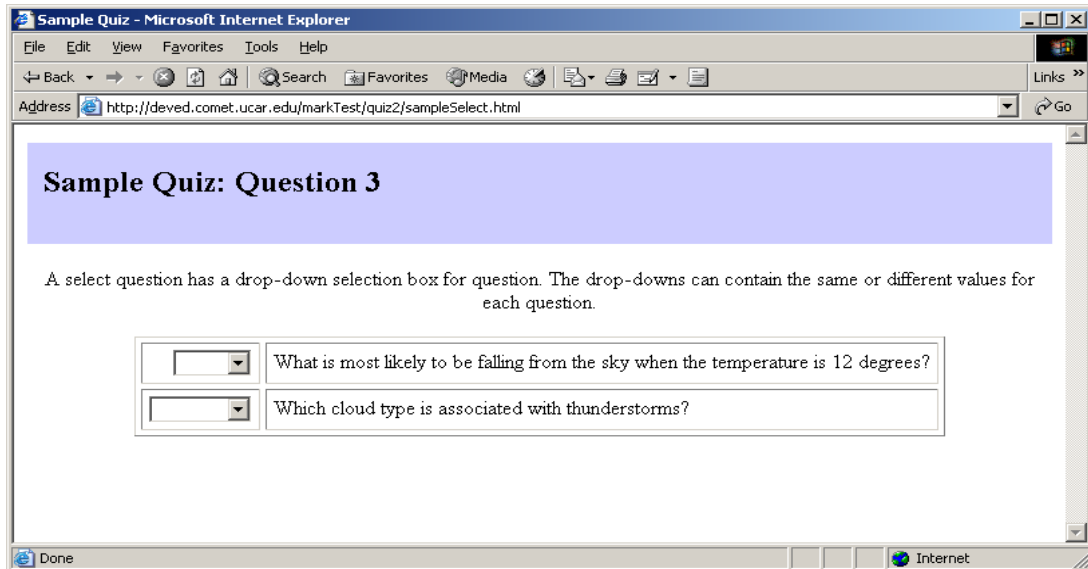 Sample Quiz - Microsoft Internet Explorer
File Edit View Favorites Tools Help
Back Search Favorites Media Links »
Address http://deved.comet.ucar.edu/markTest/quiz2/sampleSelect.html Go
Sample Quiz: Question 3
A select question has a drop-down selection box for question. The drop-downs can contain the same or different values for
each question.
What is most likely to be falling from the sky when the temperature is 12 degrees?
Which cloud type is associated with thunderstorms?
Done Internet